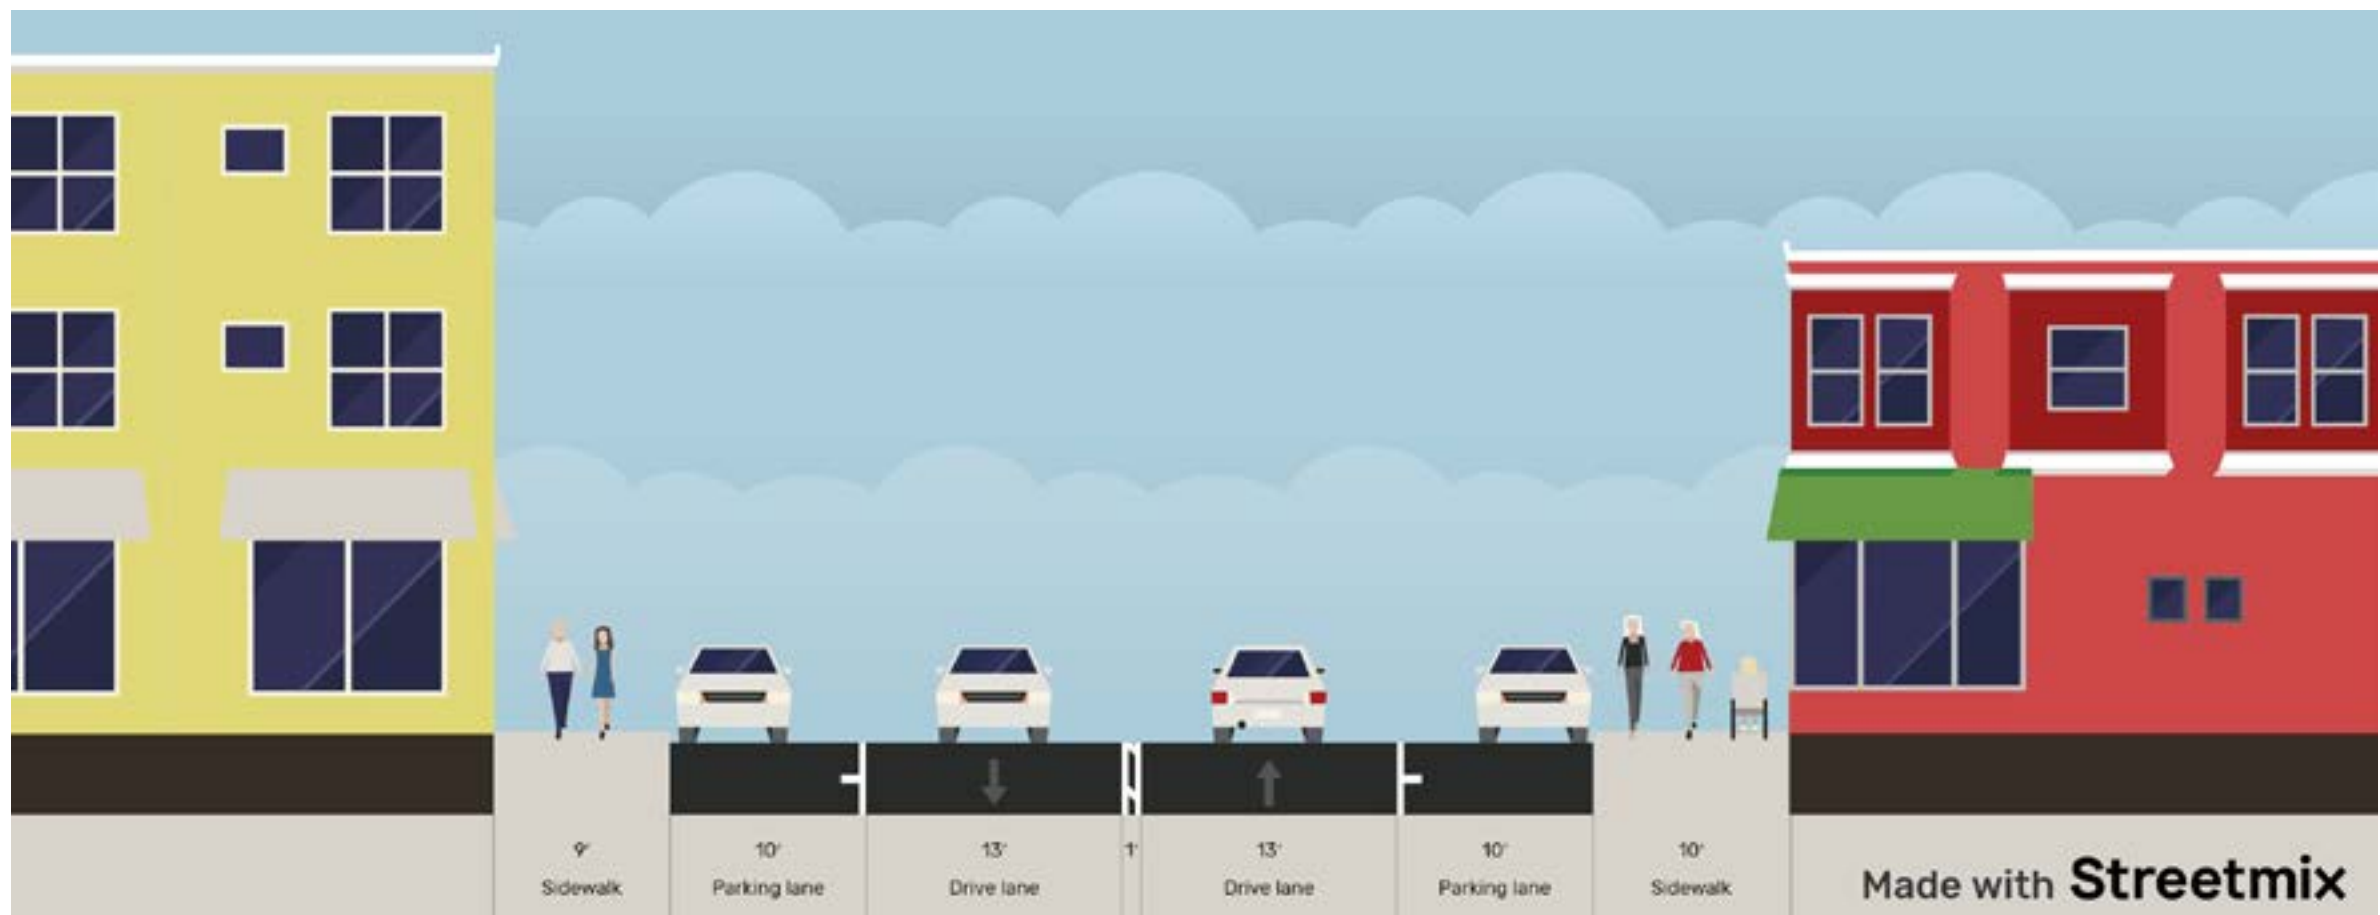 9'
Sidewalk
10'
Parking lane
13'
Drive lane
1'
13'
Drive lane
10'
Parking lane
10'
Sidewalk
Made with Streetmix